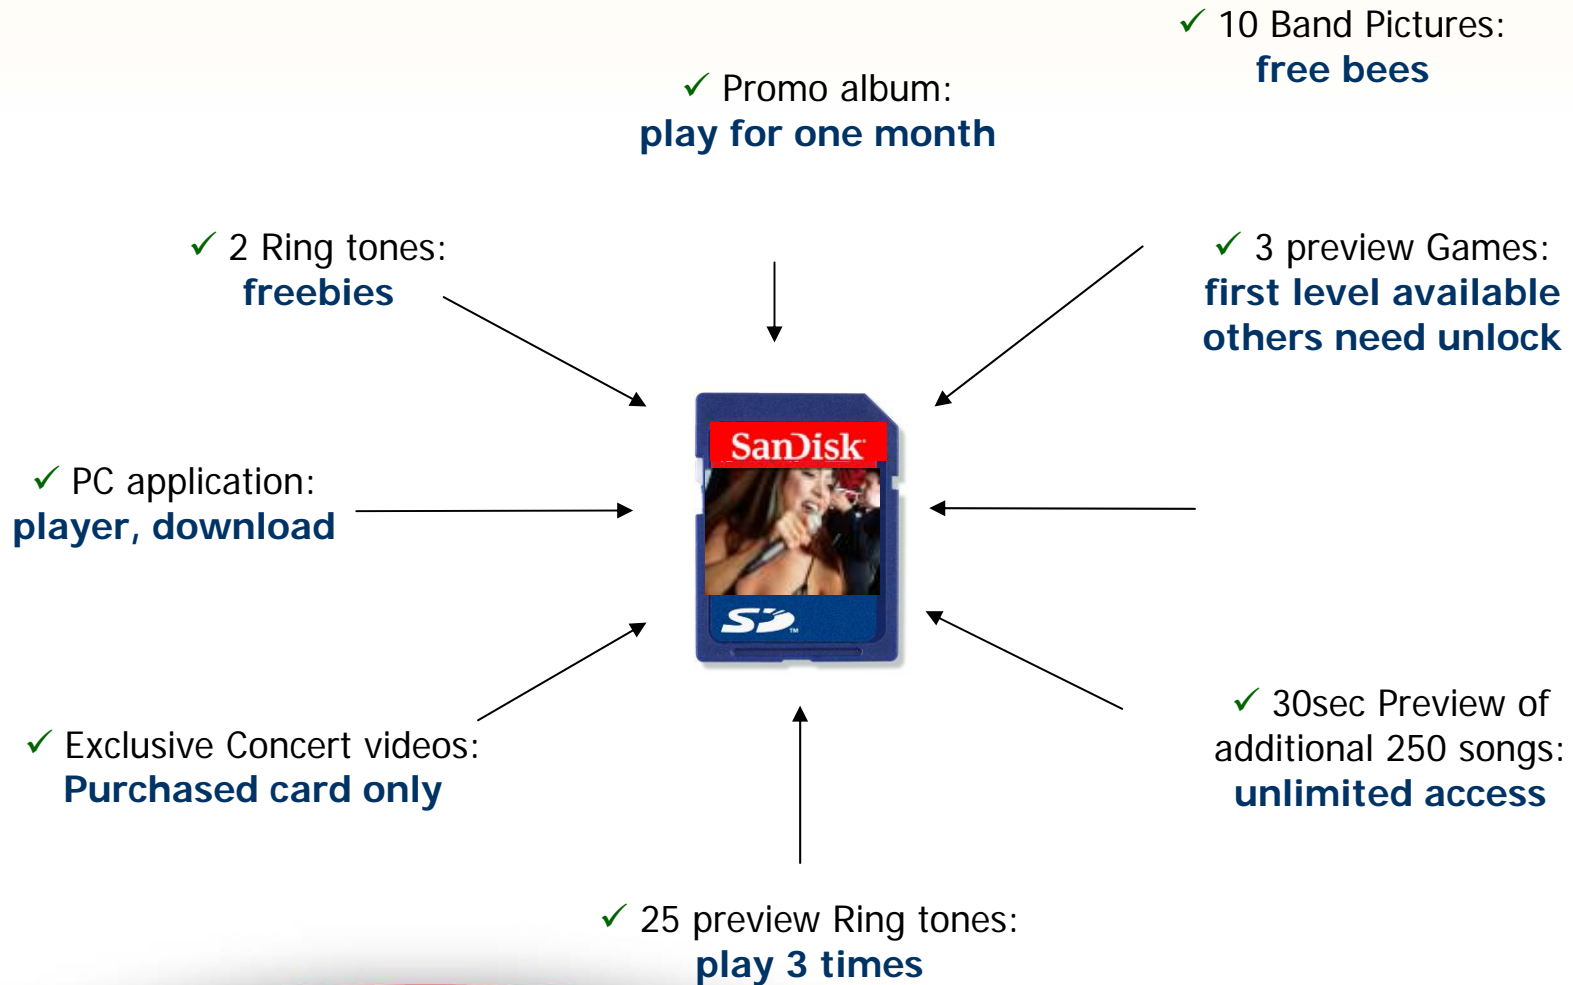 ✓ 10 Band Pictures:
free bees
✓ Promo album:
play for one month
✓ 2 Ring tones:
freebies
✓ 3 preview Games:
first level available
others need unlock
SanDisk
✓ PC application:
player, download
SD™
✓ Exclusive Concert videos:
Purchased card only
✓ 30sec Preview of
additional 250 songs:
unlimited access
✓ 25 preview Ring tones:
play 3 times